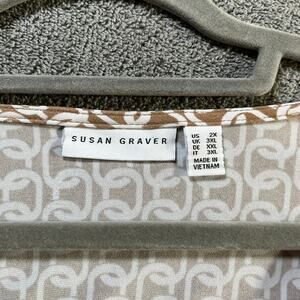 SUSAN GRAVER
US 2X
UK 3XL
DE XXL
IT 3XL
MADE IN
VIETNAM